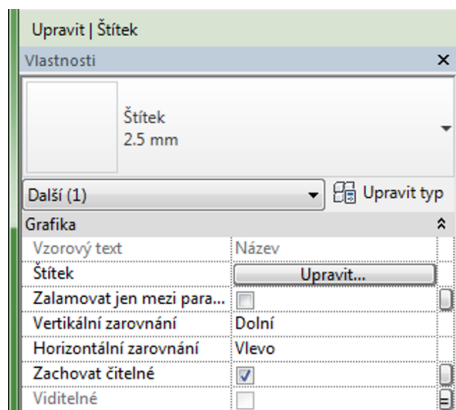 Upravit | Štítek
Vlastnosti
Štítek
2.5 mm
Další (1)
Upravit typ
Grafika
Vzorový text Název
Štítek Upravit...
Zalamovat jen mezi para...
Vertikální zarovnání Dolní
Horizontální zarovnání Vlevo
Zachovat čitelné
Viditelné